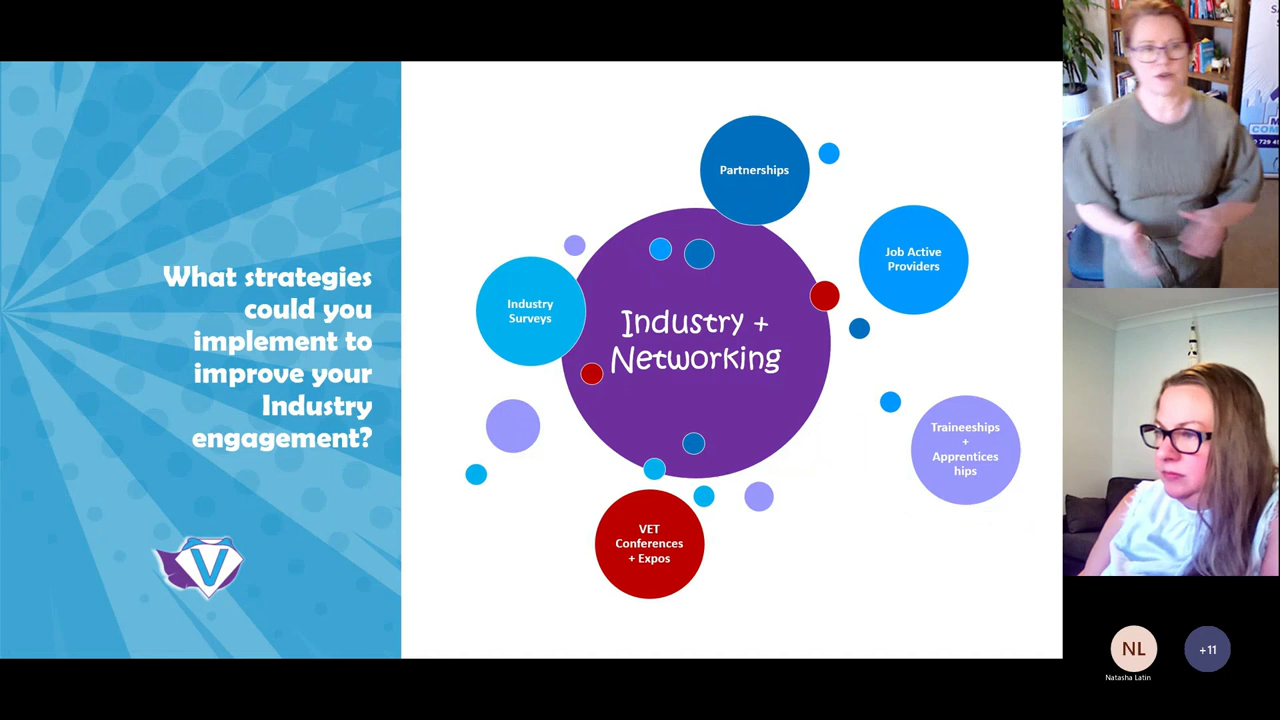 What strategies
could you
implement to
improve your
Industry
engagement?
V
Partnerships
Job Active
Providers
Industry
Surveys
Industry +
Networking
Traineeships
+
Apprentices
hips
VET
Conferences
+ Expos
NL
Natasha Latin
+11